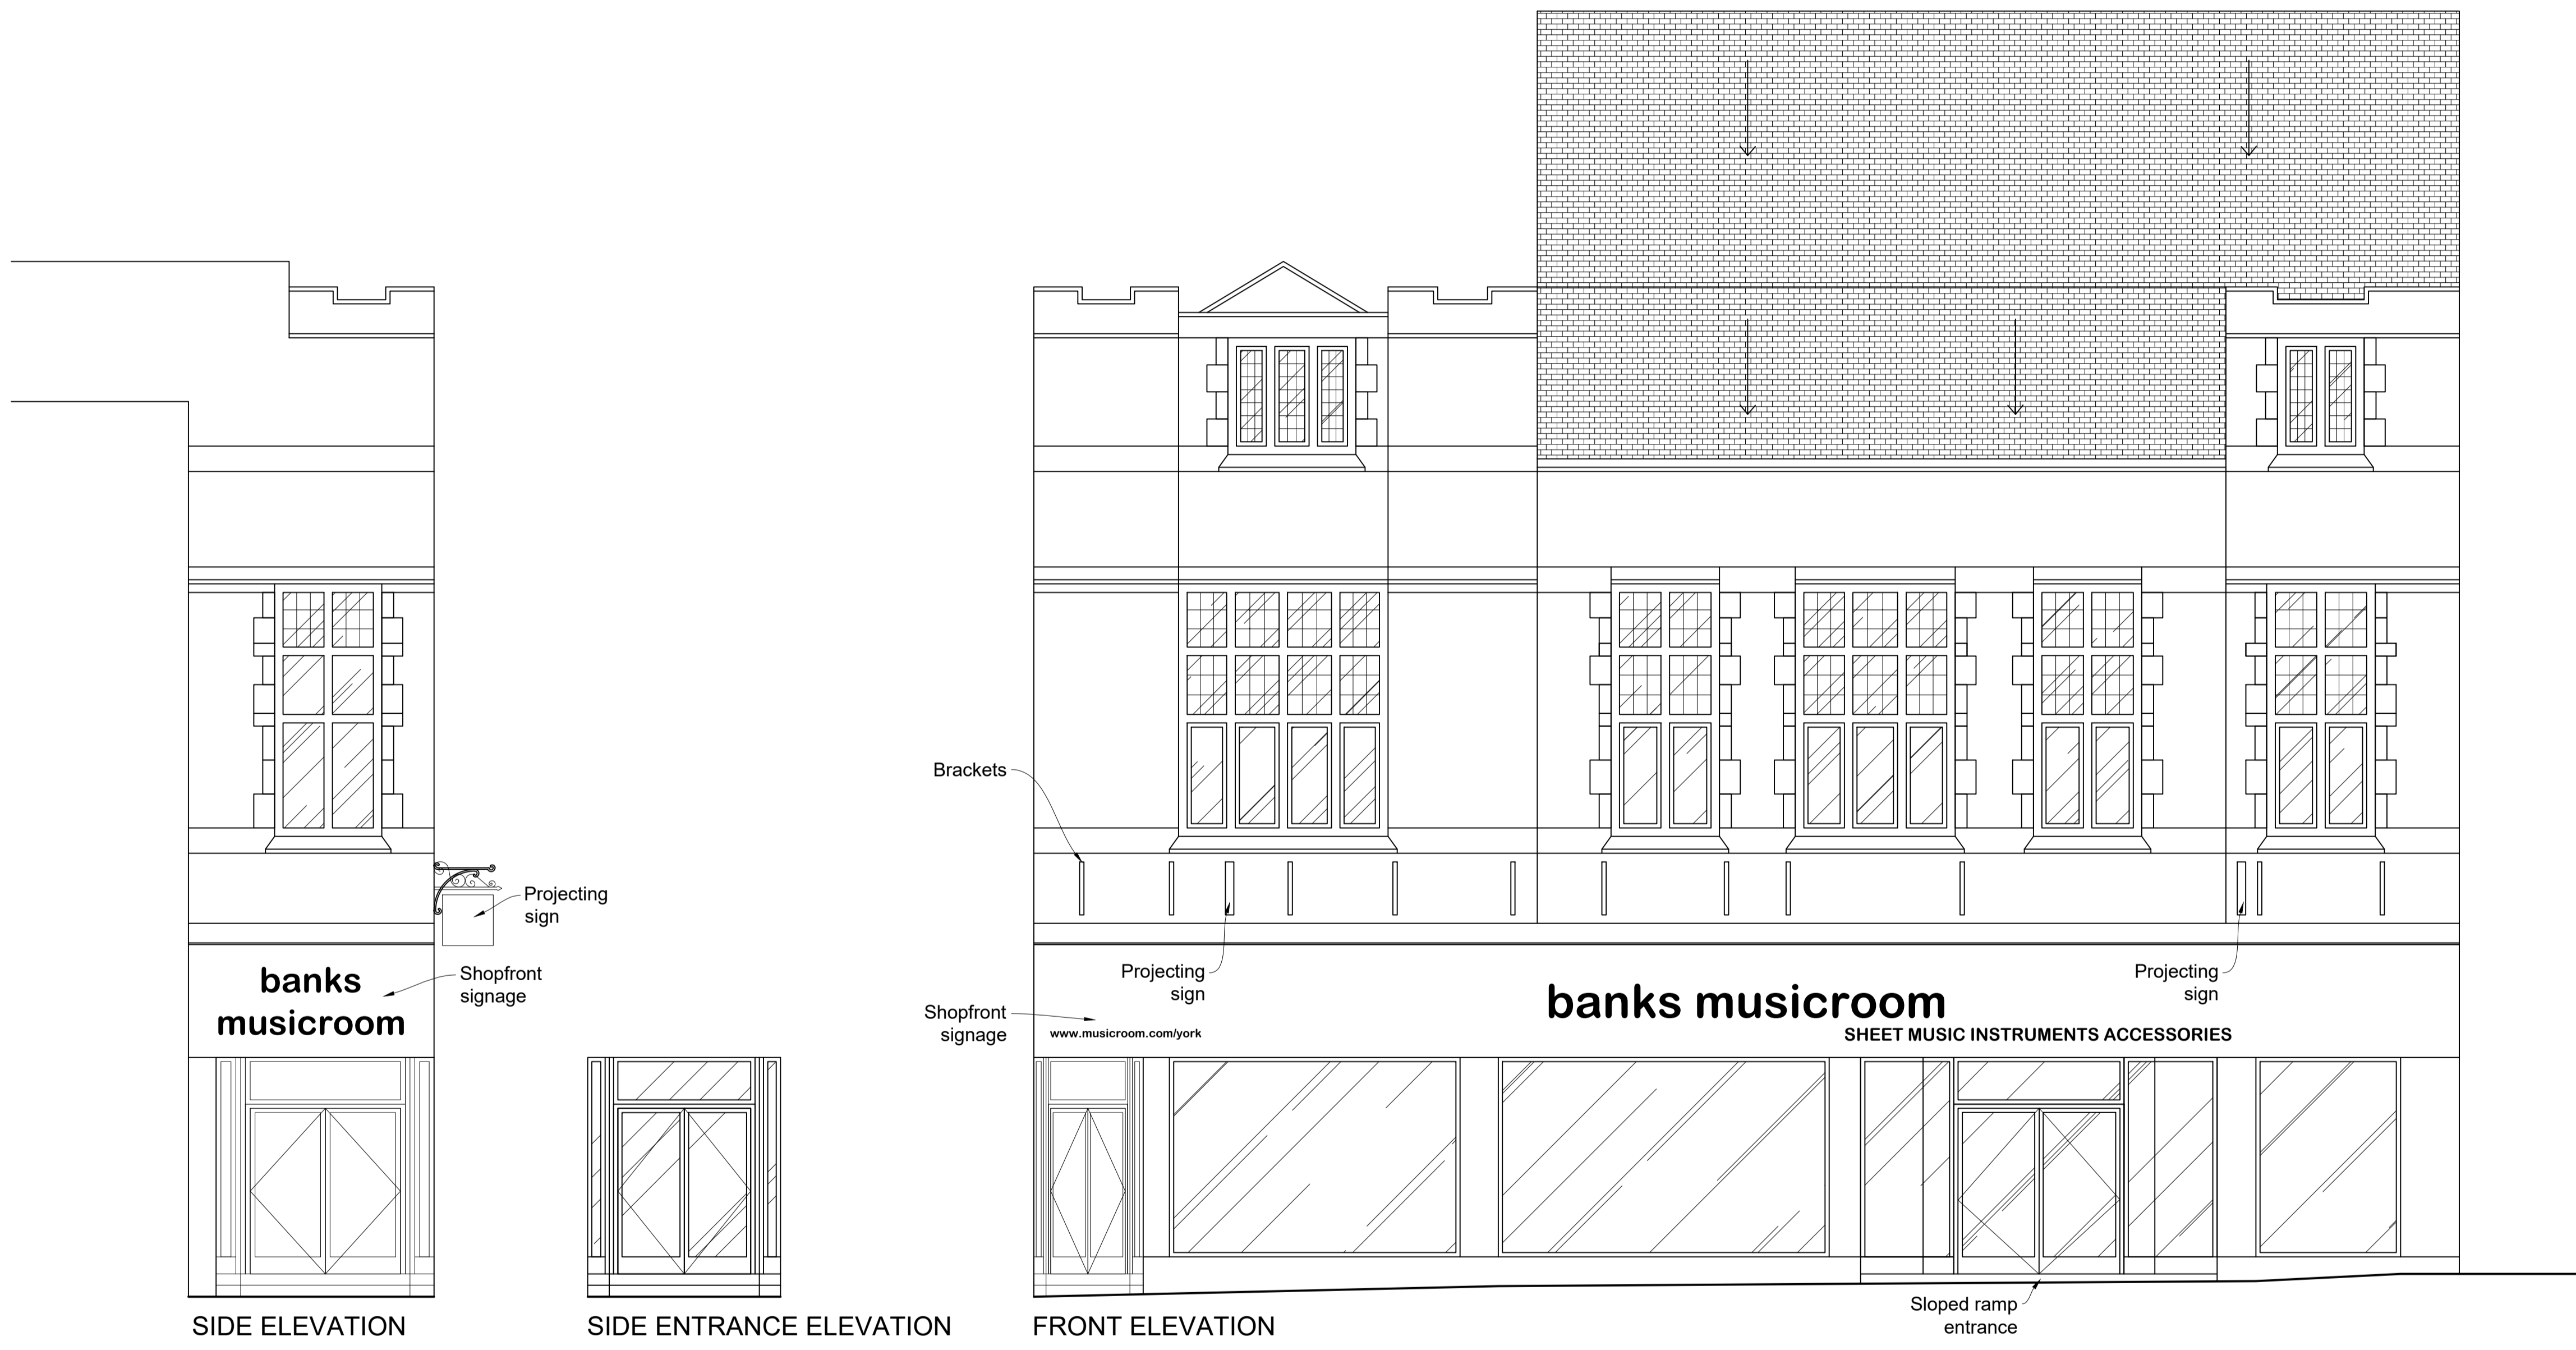 Brackets
Projecting
sign
banks
musicroom
Shopfront
signage
Projecting
sign
Projecting
sign
Shopfront
signage
banks musicroom
www.musicroom.com/york
SHEET MUSIC INSTRUMENTS ACCESSORIES
Sloped ramp
entrance
SIDE ELEVATION
SIDE ENTRANCE ELEVATION
FRONT ELEVATION